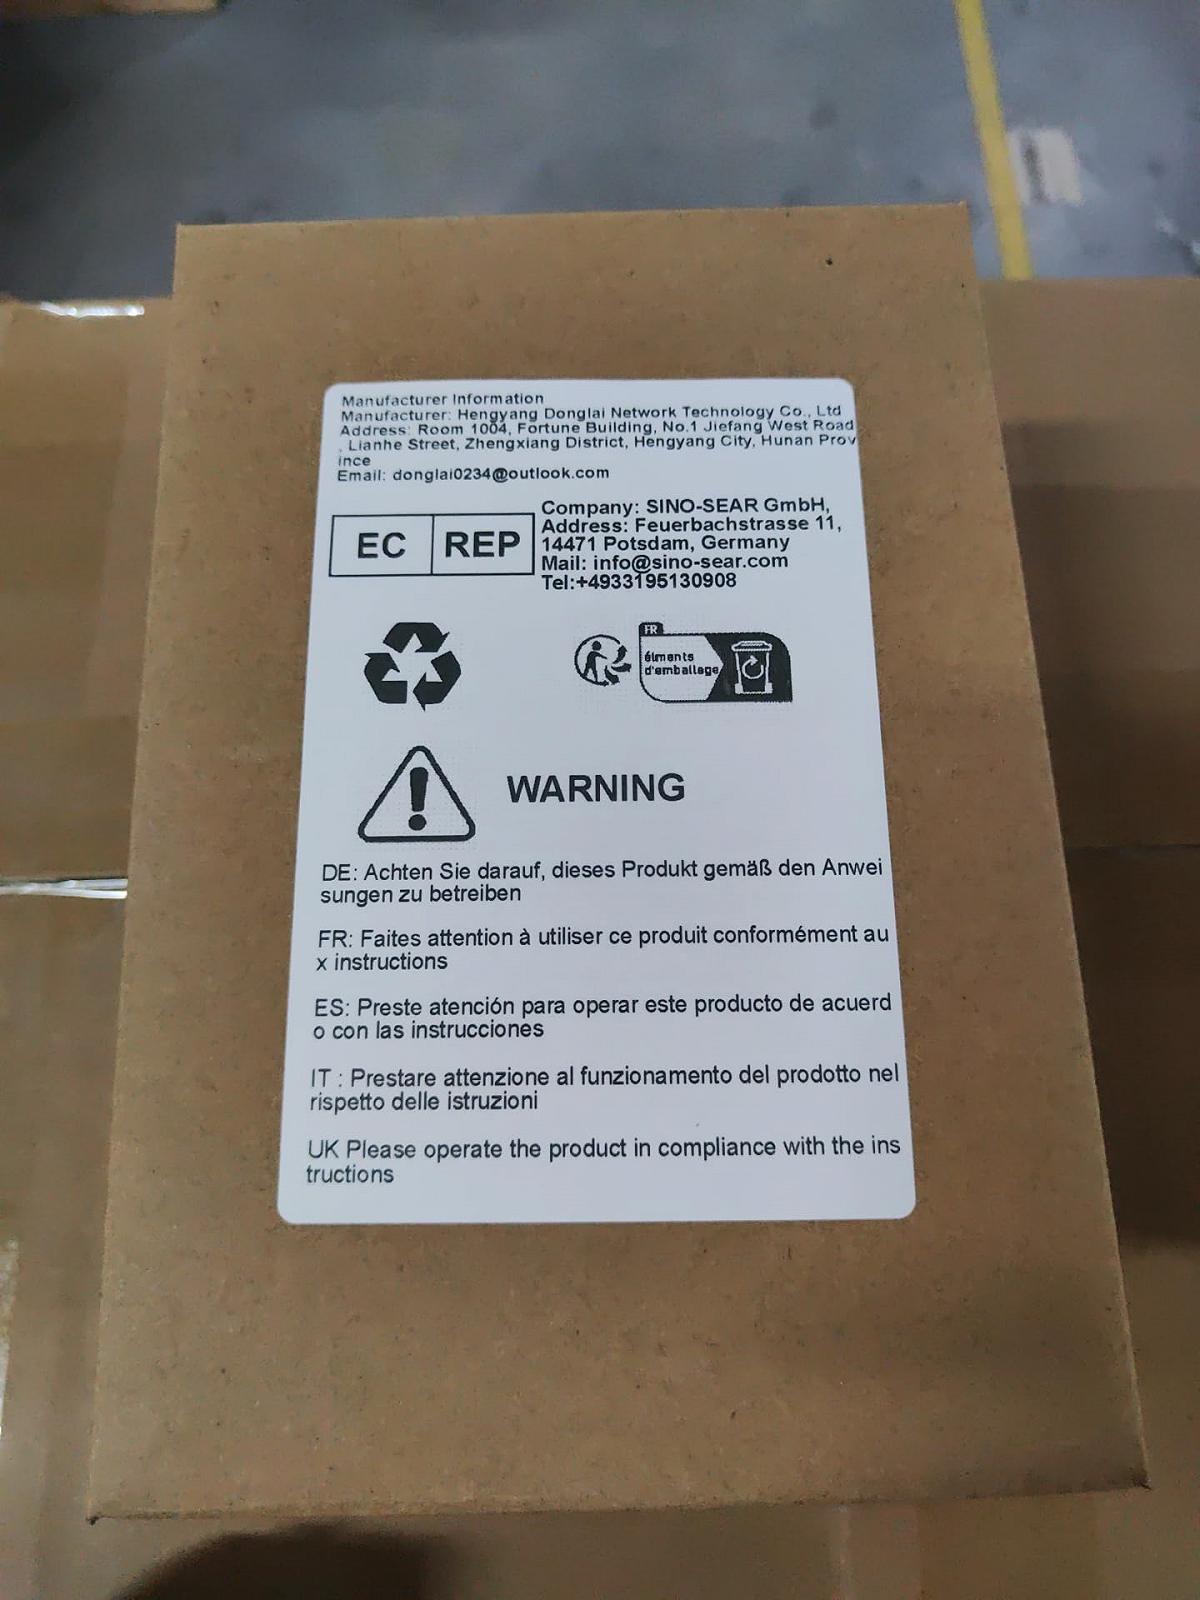 Manufacturer Information
Manufacturer: Hengyang Donglai Network Technology Co., Ltd
Address: Room 1004, Fortune Building, No.1 Jiefang West Road
, Lianhe Street, Zhengxiang District, Hengyang City, Hunan Prov
ince
Email: donglai0234@outlook.com
EC REP
Company: SINO-SEAR GmbH,
Address: Feuerbachstrasse 11,
14471 Potsdam, Germany
Mail: info@sino-sear.com
Tel:+4933195130908
FR
élments
d'emballage
WARNING
DE: Achten Sie darauf, dieses Produkt gemäß den Anwei
sungen zu betreiben
FR: Faites attention à utiliser ce produit conformément au
x instructions
ES: Preste atención para operar este producto de acuerd
o con las instrucciones
IT : Prestare attenzione al funzionamento del prodotto nel
rispetto delle istruzioni
UK Please operate the product in compliance with the ins
tructions